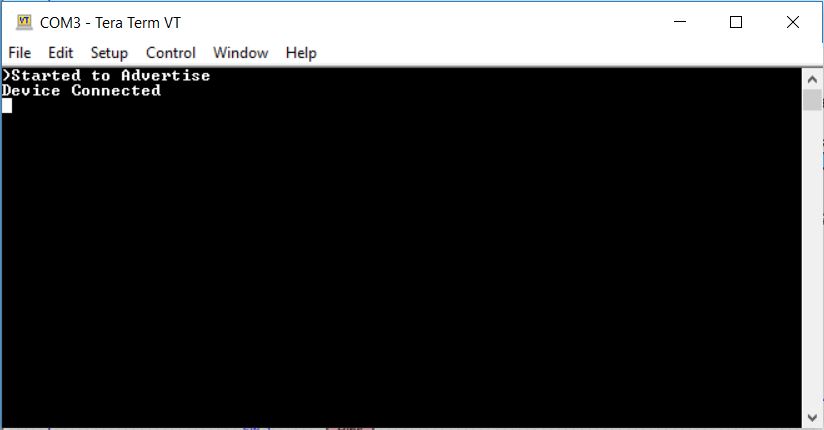 VT COM3 - Tera Term VT
File Edit Setup Control Window Help
)Started to Advertise
Device Connected